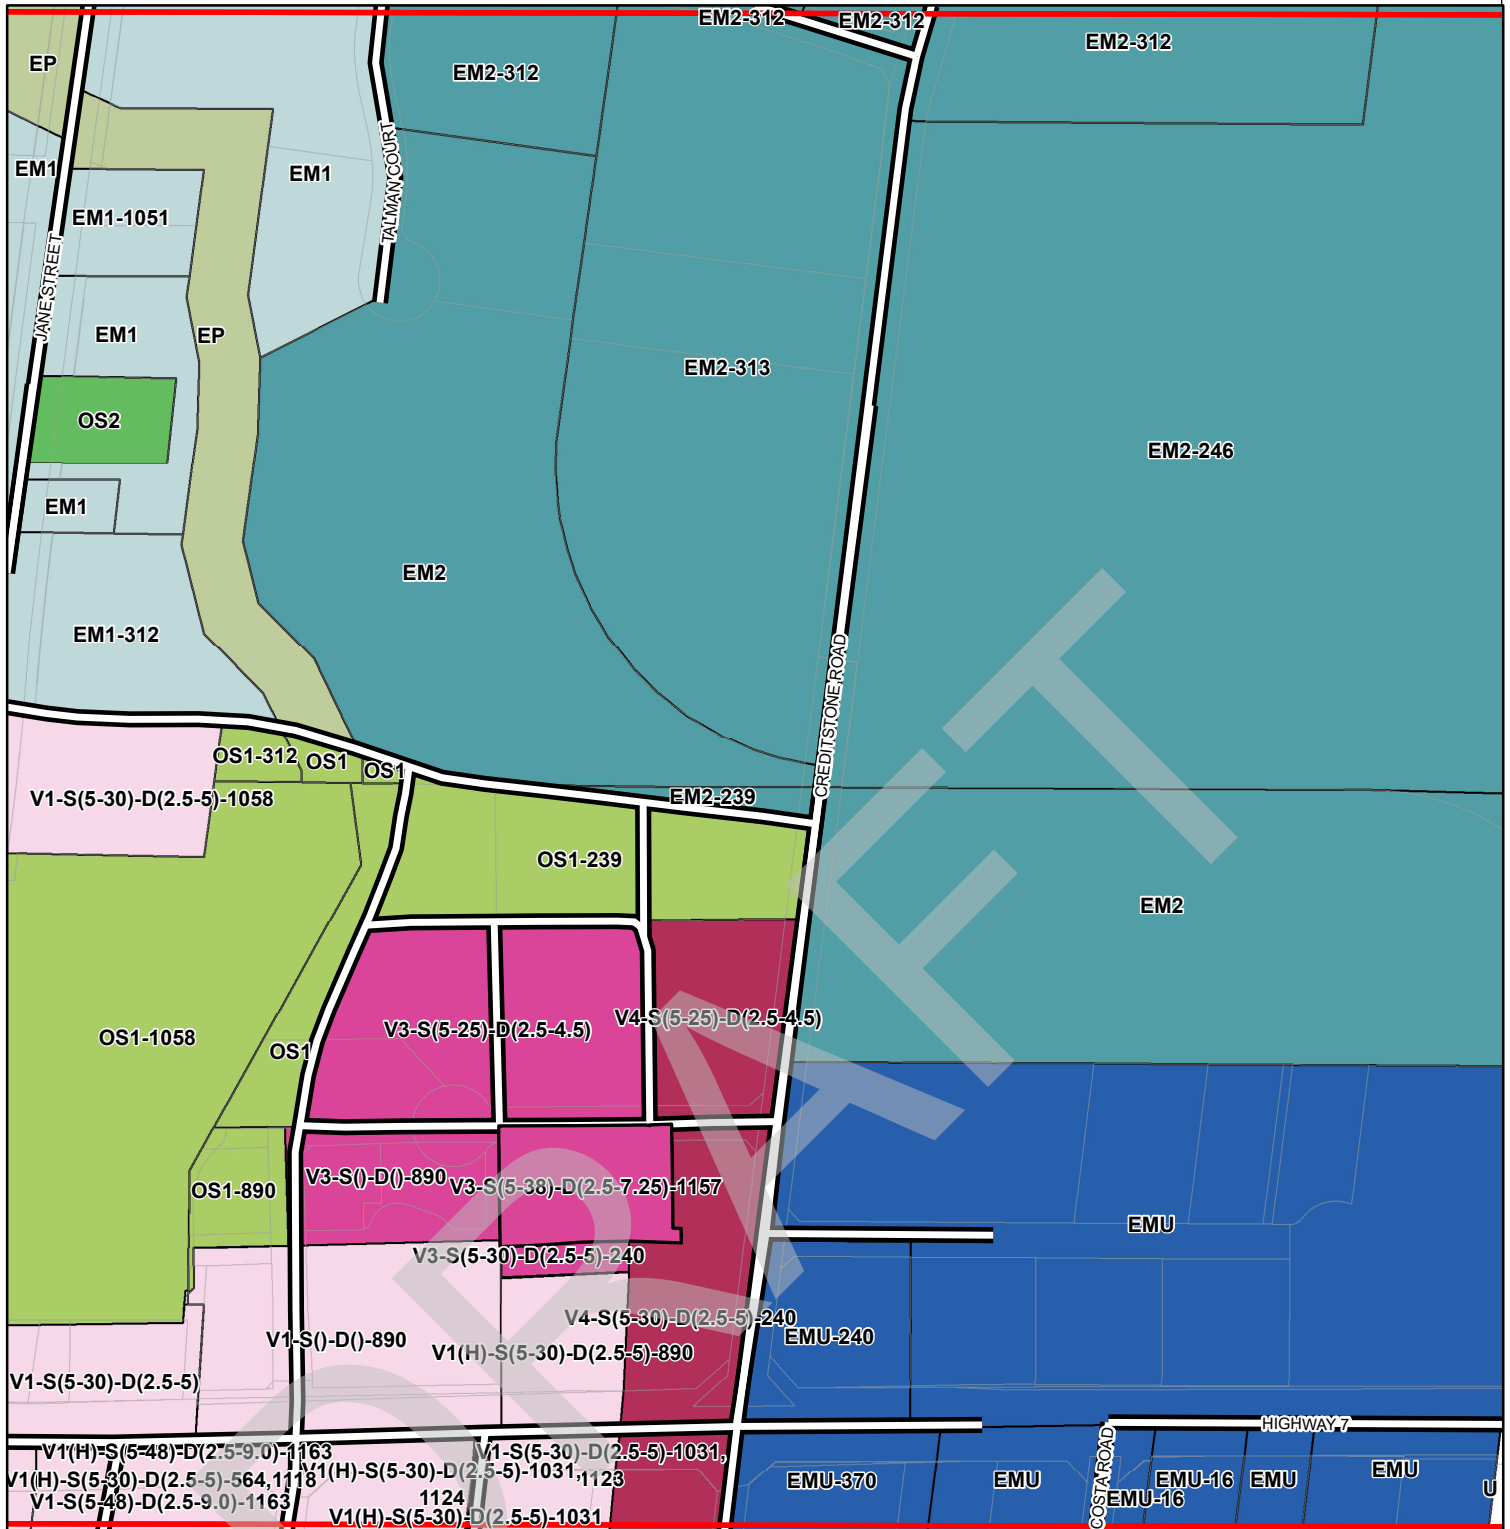 EM2-312
EM2-312
EM2-312
EP
EM2-312
TALMAN COURT
EM1
EM1
EM1-1051
JANE STREET
EM1
EP
EM2-313
OS2
EM2-246
EM1
EM2
EM1-312
CREDITSTONE ROAD
OS1-312
OS1
OS1
V1-S(5-30)-D(2.5-5)-1058
EM2-239
OS1-239
EM2
V4-S(5-25)-D(2.5-4.5)
V3-S(5-25)-D(2.5-4.5)
OS1-1058
OS1
V3-S()-D()-890
V3-S(5-38)-D(2.5-7.25)-1157
OS1-890
EMU
V3-S(5-30)-D(2.5-5)-240
V4-S(5-30)-D(2.5-5)-240
EMU-240
V1-S()-D()-890
V1(H)-S(5-30)-D(2.5-5)-890
V1-S(5-30)-D(2.5-5)
HIGHWAY 7
V1(H)-S(5-48)-D(2.5-9.0)-1163
V1-S(5-30)-D(2.5-5)-1031,
1123
V1(H)-S(5-30)-D(2.5-5)-564,1118
V1(H)-S(5-30)-D(2.5-5)-1031,
1124
V1-S(5-48)-D(2.5-9.0)-1163
V1(H)-S(5-30)-D(2.5-5)-1031
EMU-370
EMU
COSTA ROAD
EMU-16
EMU-16
EMU
EMU
U
DRAFT